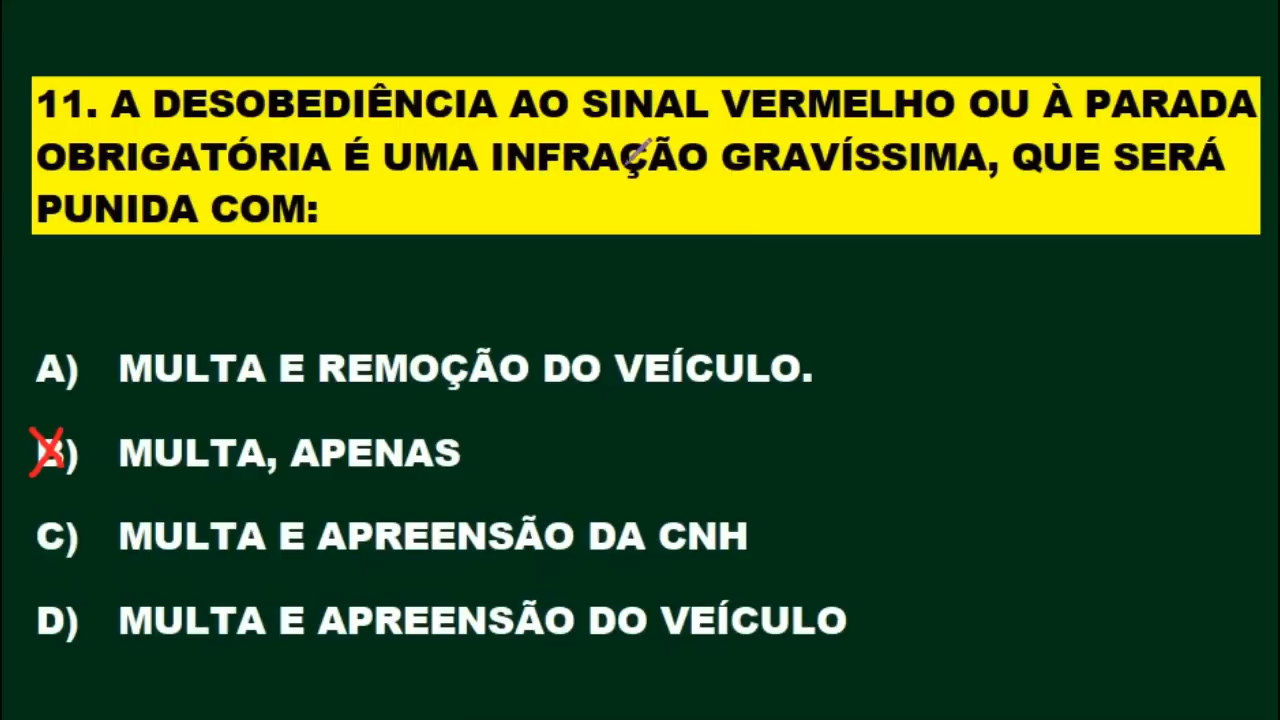 11. A DESOBEDIÊNCIA AO SINAL VERMELHO OU À PARADA
OBRIGATÓRIA É UMA INFRAÇÃO GRAVÍSSIMA, QUE SERÁ
PUNIDA COM:
A) MULTA E REMOÇÃO DO VEÍCULO.
B) MULTA, APENAS
C) MULTA E APREENSÃO DA CNH
D) MULTA E APREENSÃO DO VEÍCULO